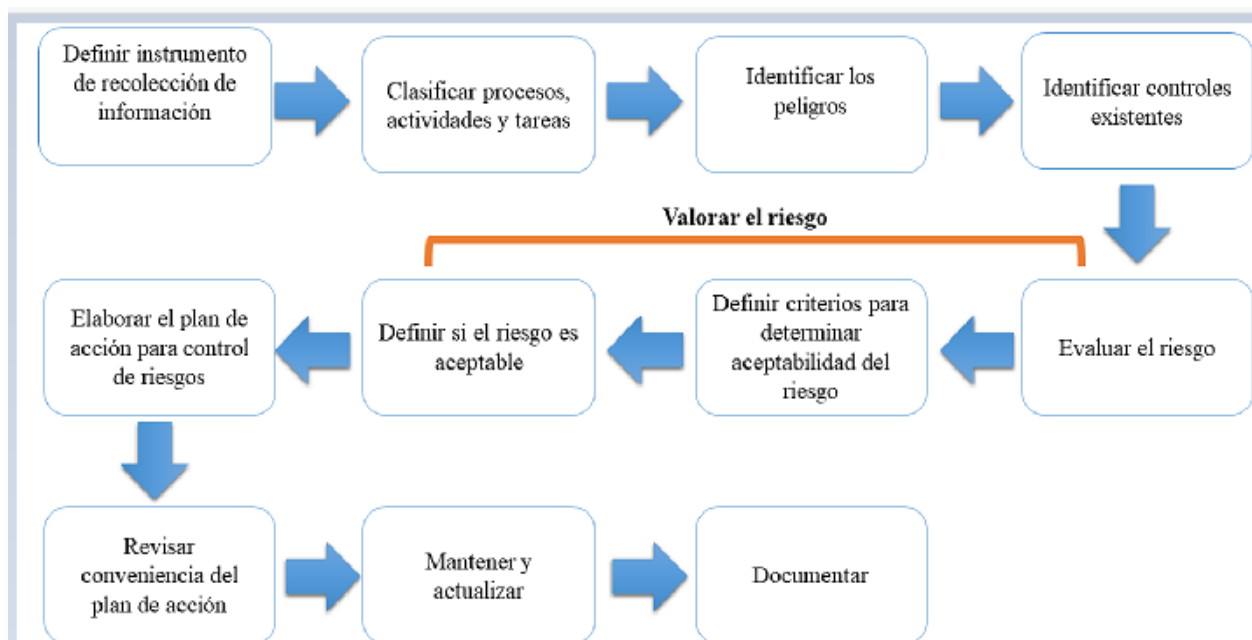 Definir instrumento
de recolección de
información
Clasificar procesos,
actividades y tareas
Identificar los
peligros
Identificar controles
existentes
Valorar el riesgo
Evaluar el riesgo
Definir criterios para
determinar
aceptabilidad del
riesgo
Definir si el riesgo es
aceptable
Elaborar el plan de
acción para control
de riesgos
Revisar
conveniencia del
plan de acción
Mantener y
actualizar
Documentar